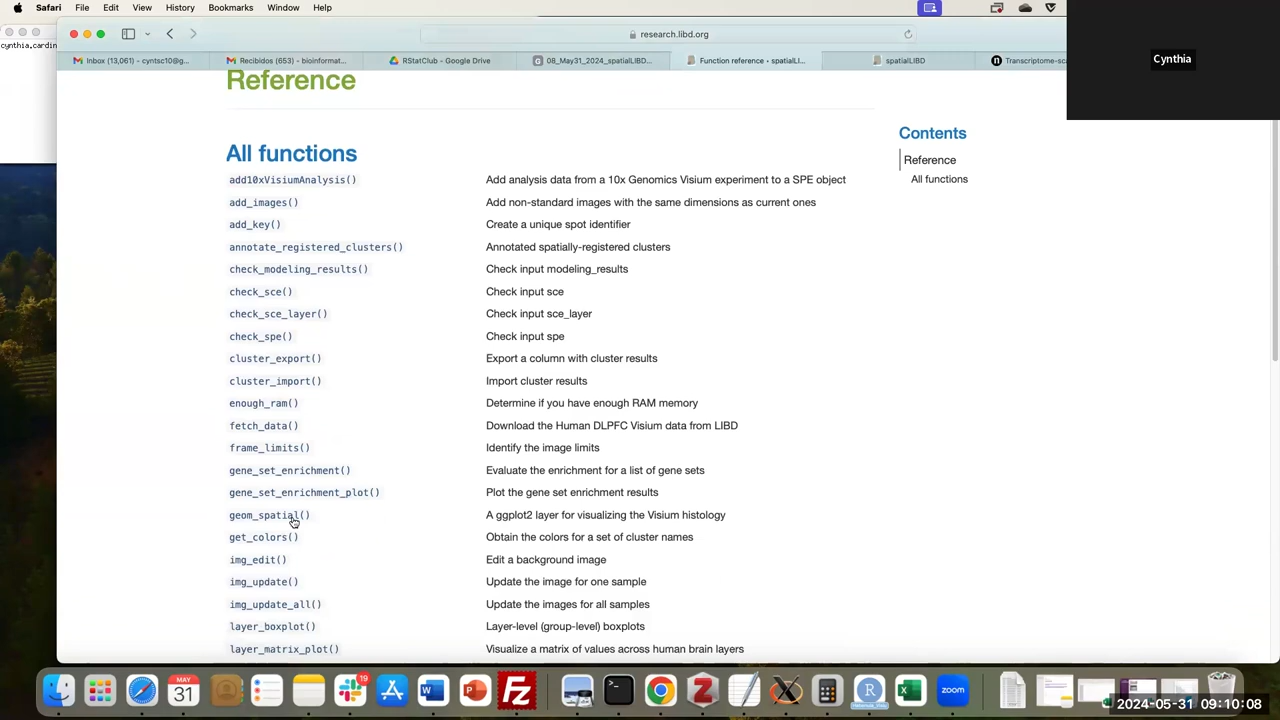 Safari File Edit View History Bookmarks Window Help
research.libd.org
Cynthia
cynthia.cardin
Inbox (13,061) - cyntsc10@g...
Recibidos (653) - bioinformat...
RStatClub - Google Drive
08_May31_2024_spatialLIBD...
Function reference • spatialLI...
spatialLIBD
Transcriptome-sca
Reference
Contents
Reference
All functions
All functions
add10xVisiumAnalysis() Add analysis data from a 10x Genomics Visium experiment to a SPE object
add_images() Add non-standard images with the same dimensions as current ones
add_key() Create a unique spot identifier
annotate_registered_clusters() Annotated spatially-registered clusters
check_modeling_results() Check input modeling_results
check_sce() Check input sce
check_sce_layer() Check input sce_layer
check_spe() Check input spe
cluster_export() Export a column with cluster results
cluster_import() Import cluster results
enough_ram() Determine if you have enough RAM memory
fetch_data() Download the Human DLPFC Visium data from LIBD
frame_limits() Identify the image limits
gene_set_enrichment() Evaluate the enrichment for a list of gene sets
gene_set_enrichment_plot() Plot the gene set enrichment results
geom_spatial() A ggplot2 layer for visualizing the Visium histology
get_colors() Obtain the colors for a set of cluster names
img_edit() Edit a background image
img_update() Update the image for one sample
img_update_all() Update the images for all samples
layer_boxplot() Layer-level (group-level) boxplots
layer_matrix_plot() Visualize a matrix of values across human brain layers
MAY
31
19
zoom
2024-05-31 09:10:08